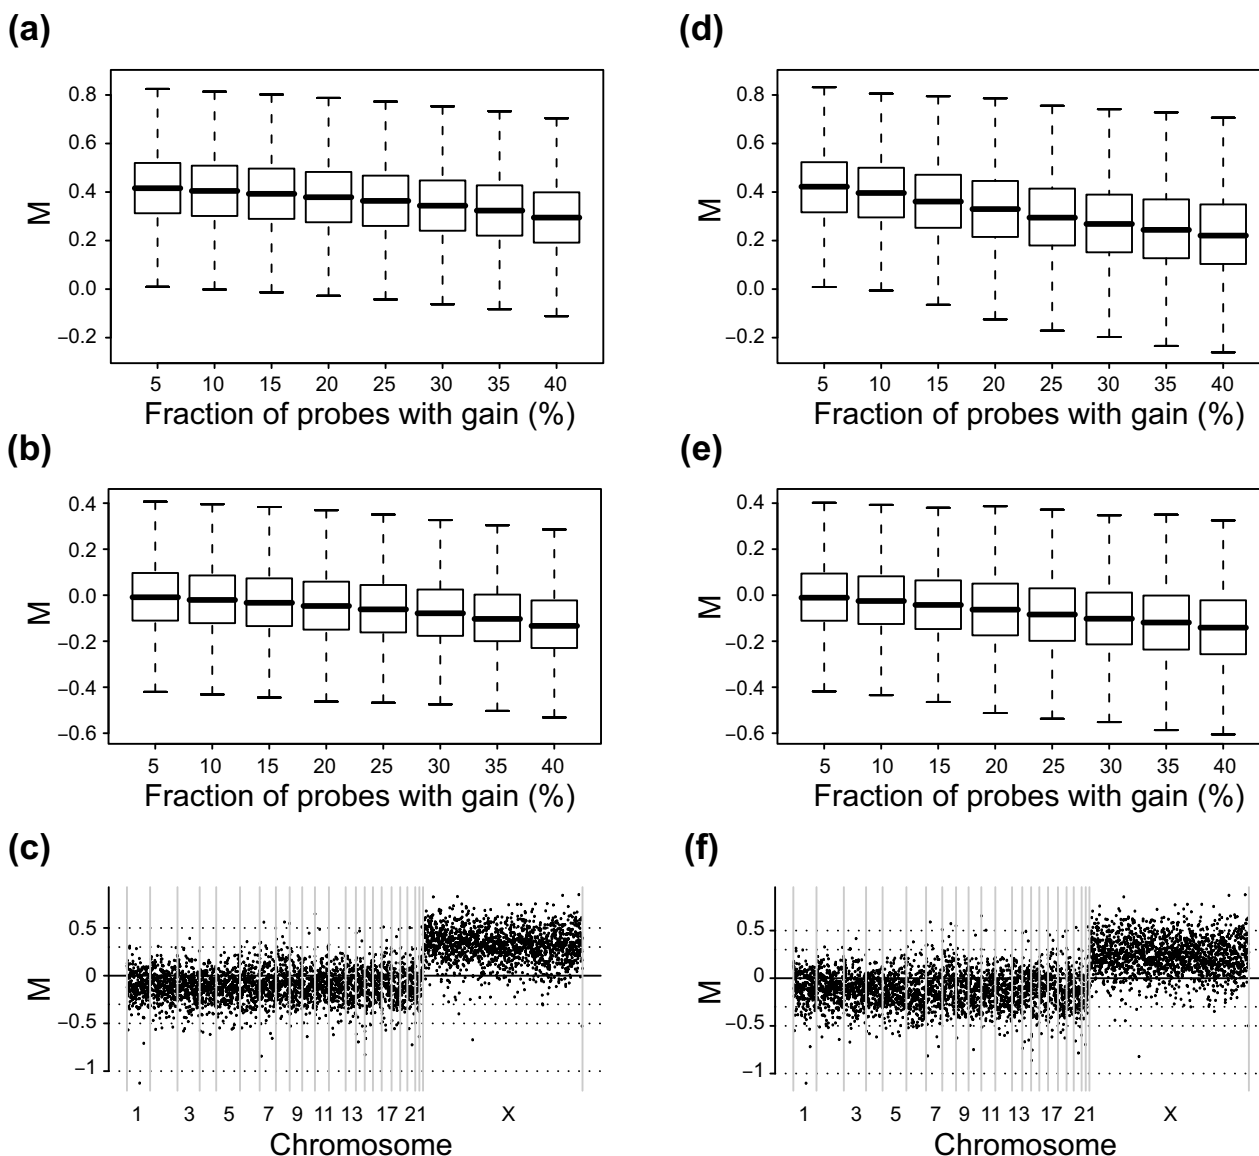 (a)
0.8
0.6
0.4
0.2
0.0
−0.2
M
5 10 15 20 25 30 35 40
Fraction of probes with gain (%)
(d)
0.8
0.6
0.4
0.2
0.0
−0.2
M
5 10 15 20 25 30 35 40
Fraction of probes with gain (%)
(b)
0.4
0.2
0.0
−0.2
−0.4
−0.6
M
5 10 15 20 25 30 35 40
Fraction of probes with gain (%)
(e)
0.4
0.2
0.0
−0.2
−0.4
−0.6
M
5 10 15 20 25 30 35 40
Fraction of probes with gain (%)
(c)
0.5
0
−0.5
−1
M
1 3 5 7 9 11 13 17 21 X
Chromosome
(f)
0.5
0
−0.5
−1
M
1 3 5 7 9 11 13 17 21 X
Chromosome